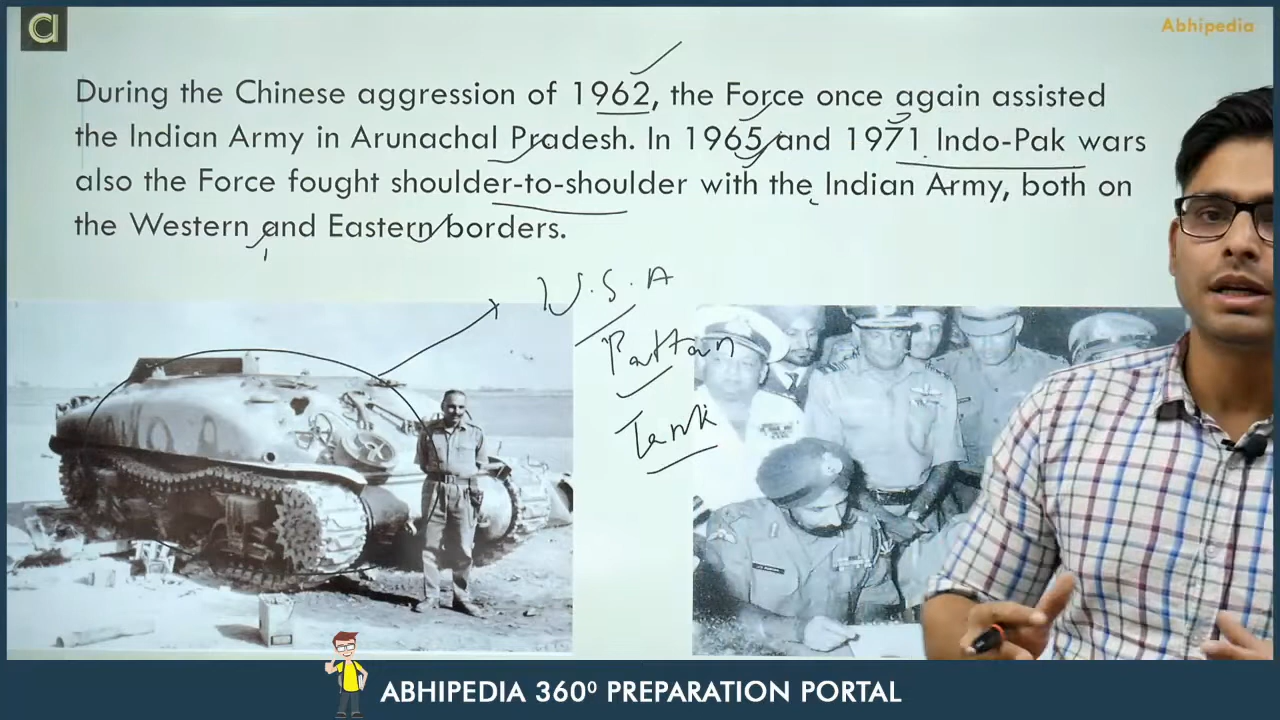 Abhipedia
During the Chinese aggression of 1962, the Force once again assisted
the Indian Army in Arunachal Pradesh. In 1965 and 1971 Indo-Pak wars
also the Force fought shoulder-to-shoulder with the Indian Army, both on
the Western and Eastern borders.
U.S.A
Pattan
Tank
ABHIPEDIA 360⁰ PREPARATION PORTAL